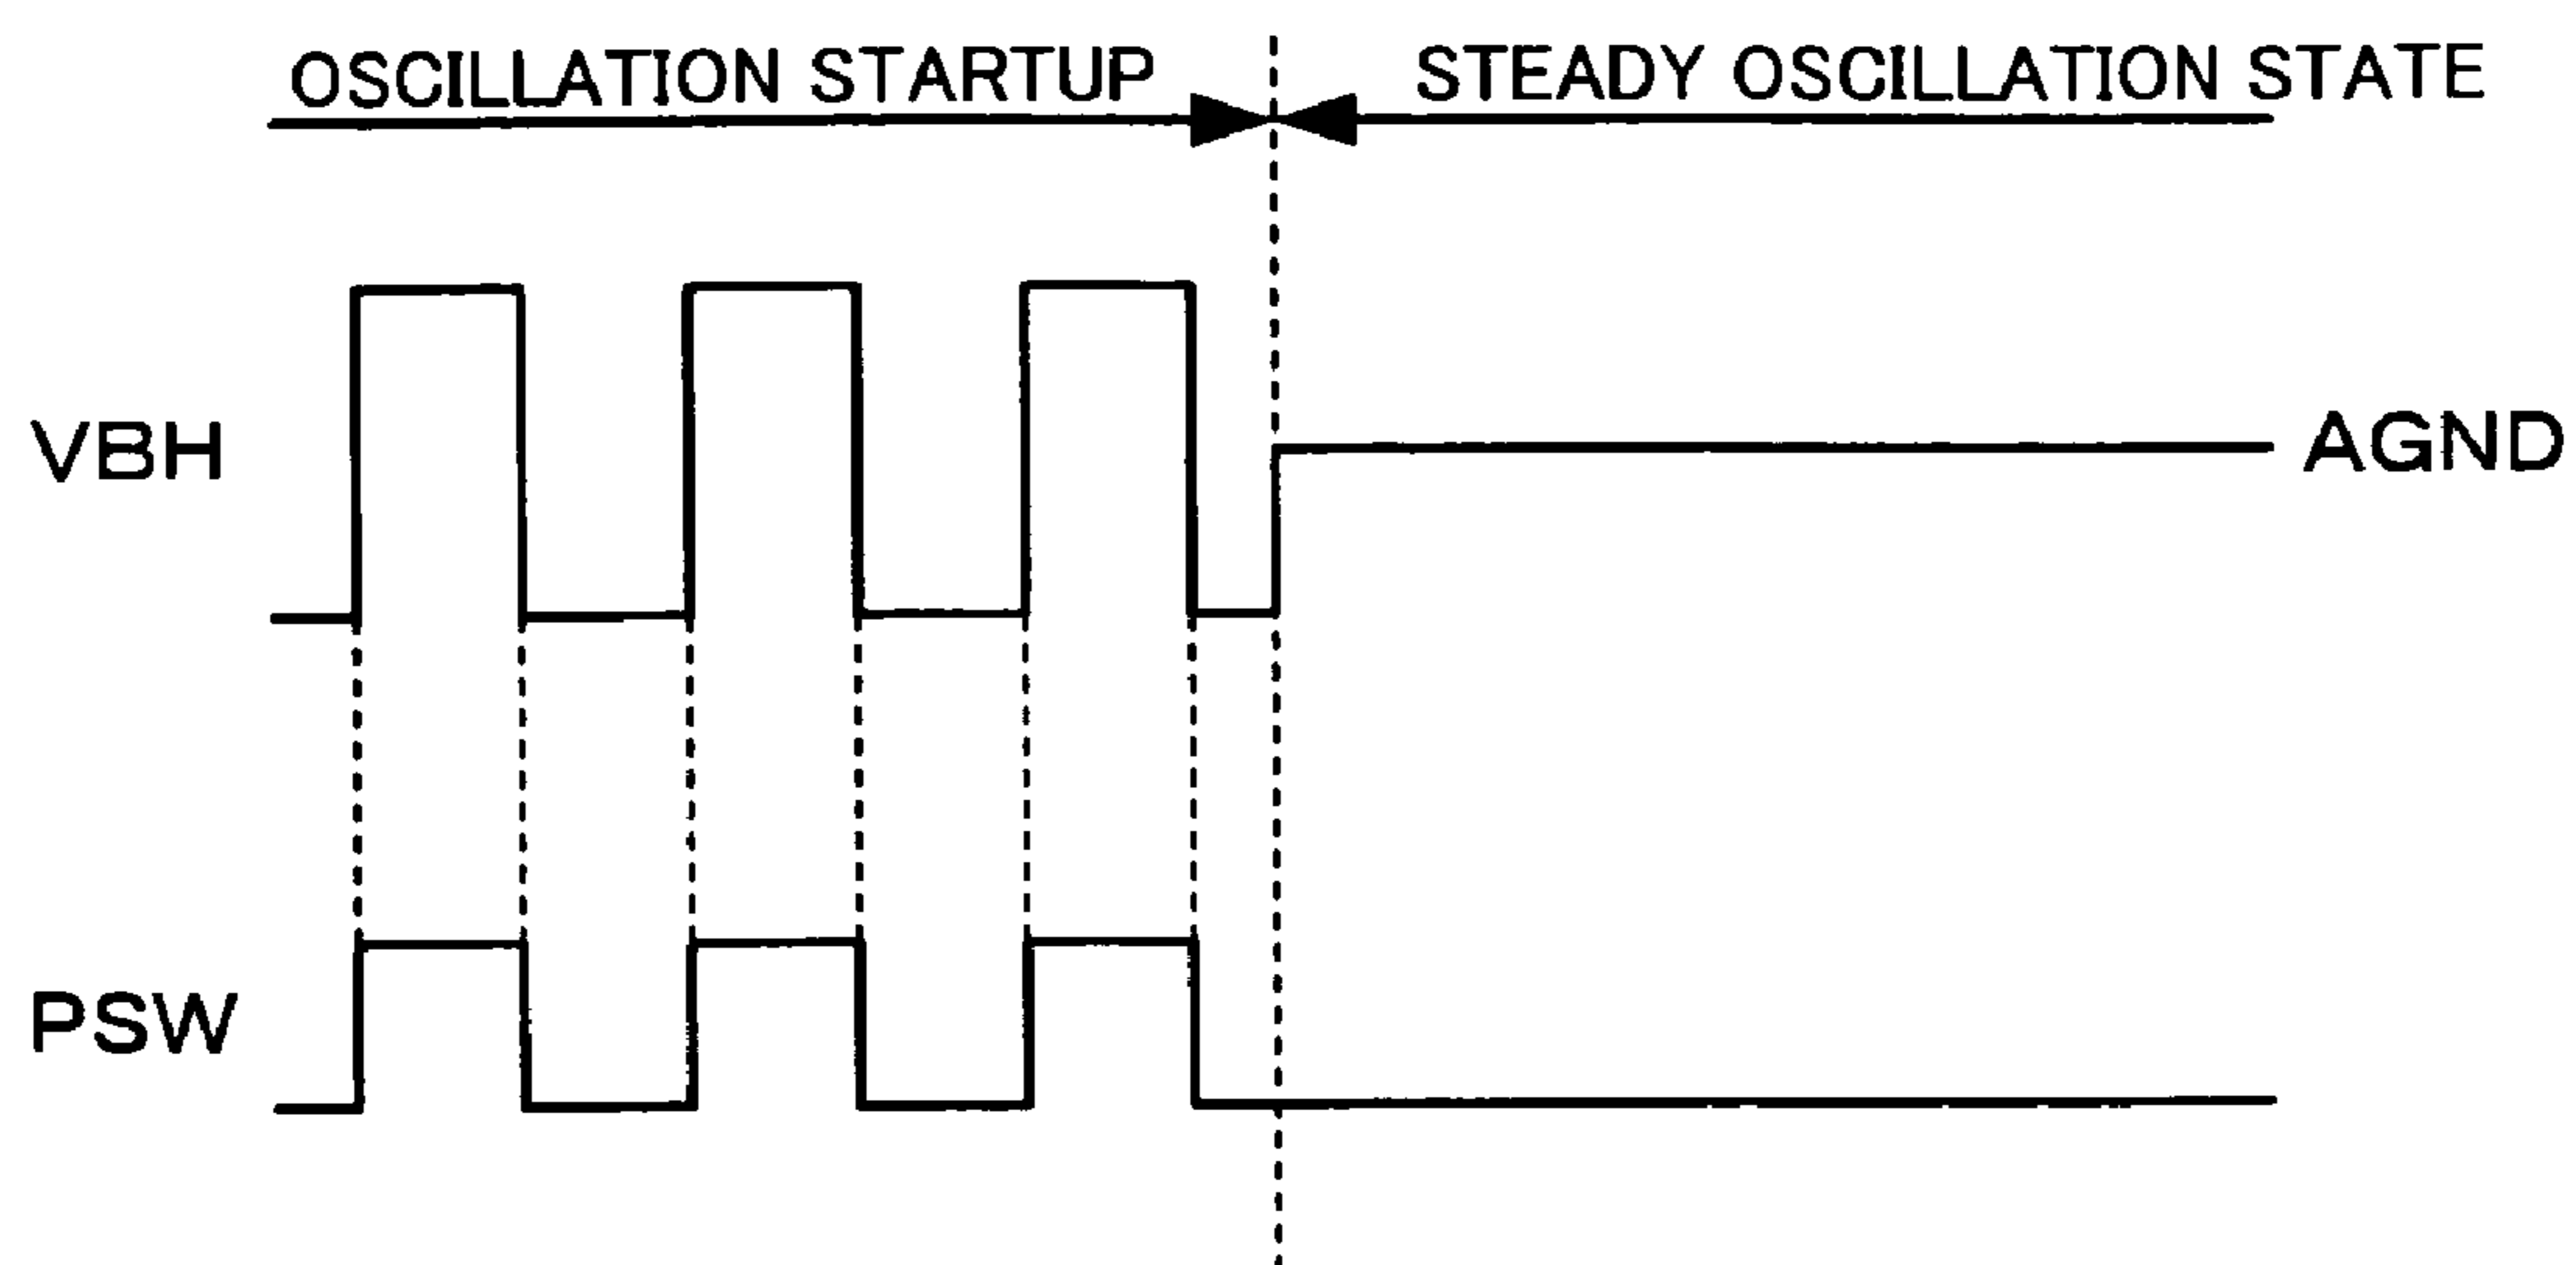 OSCILLATION STARTUP
STEADY OSCILLATION STATE
VBH
AGND
PSW